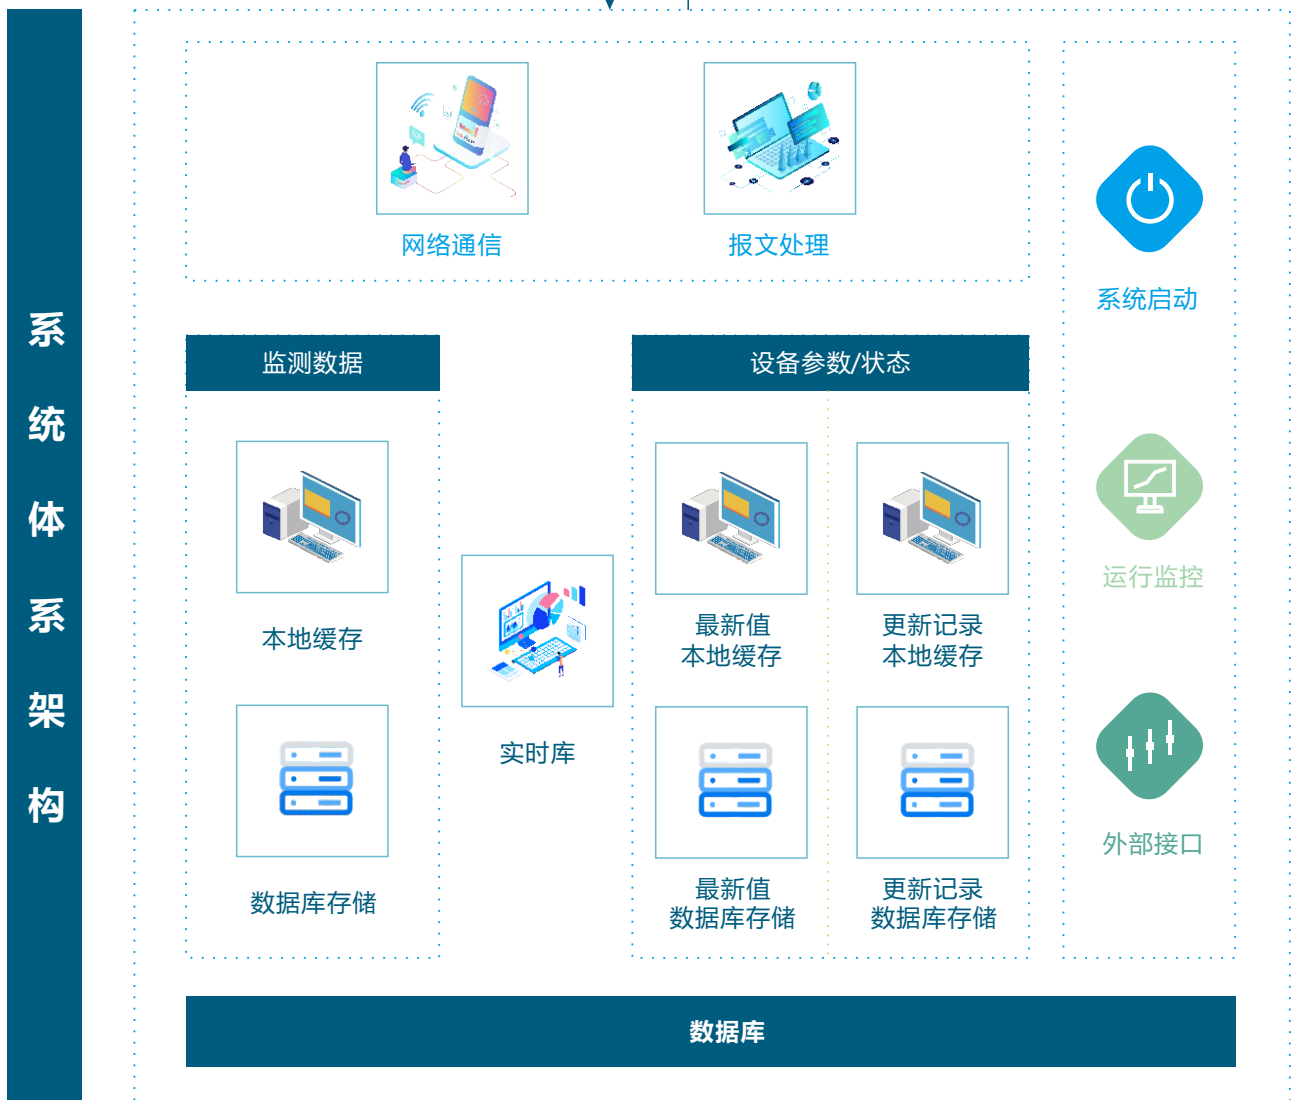 系统体系架构
网络通信
报文处理
系统启动
监测数据
设备参数/状态
运行监控
本地缓存
最新值
本地缓存
更新记录
本地缓存
实时库
外部接口
数据库存储
最新值
数据库存储
更新记录
数据库存储
数据库